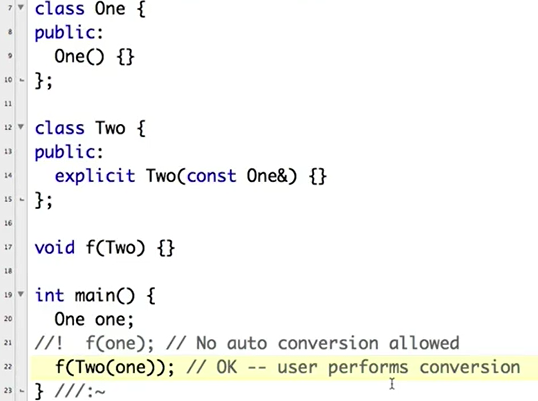 7 class One {
8 public:
9   One() {}
10 };
11
12 class Two {
13 public:
14   explicit Two(const One&) {}
15 };
16
17 void f(Two) {}
18
19 int main() {
20   One one;
21 //!  f(one); // No auto conversion allowed
22   f(Two(one)); // OK -- user performs conversion
23 } ///:~